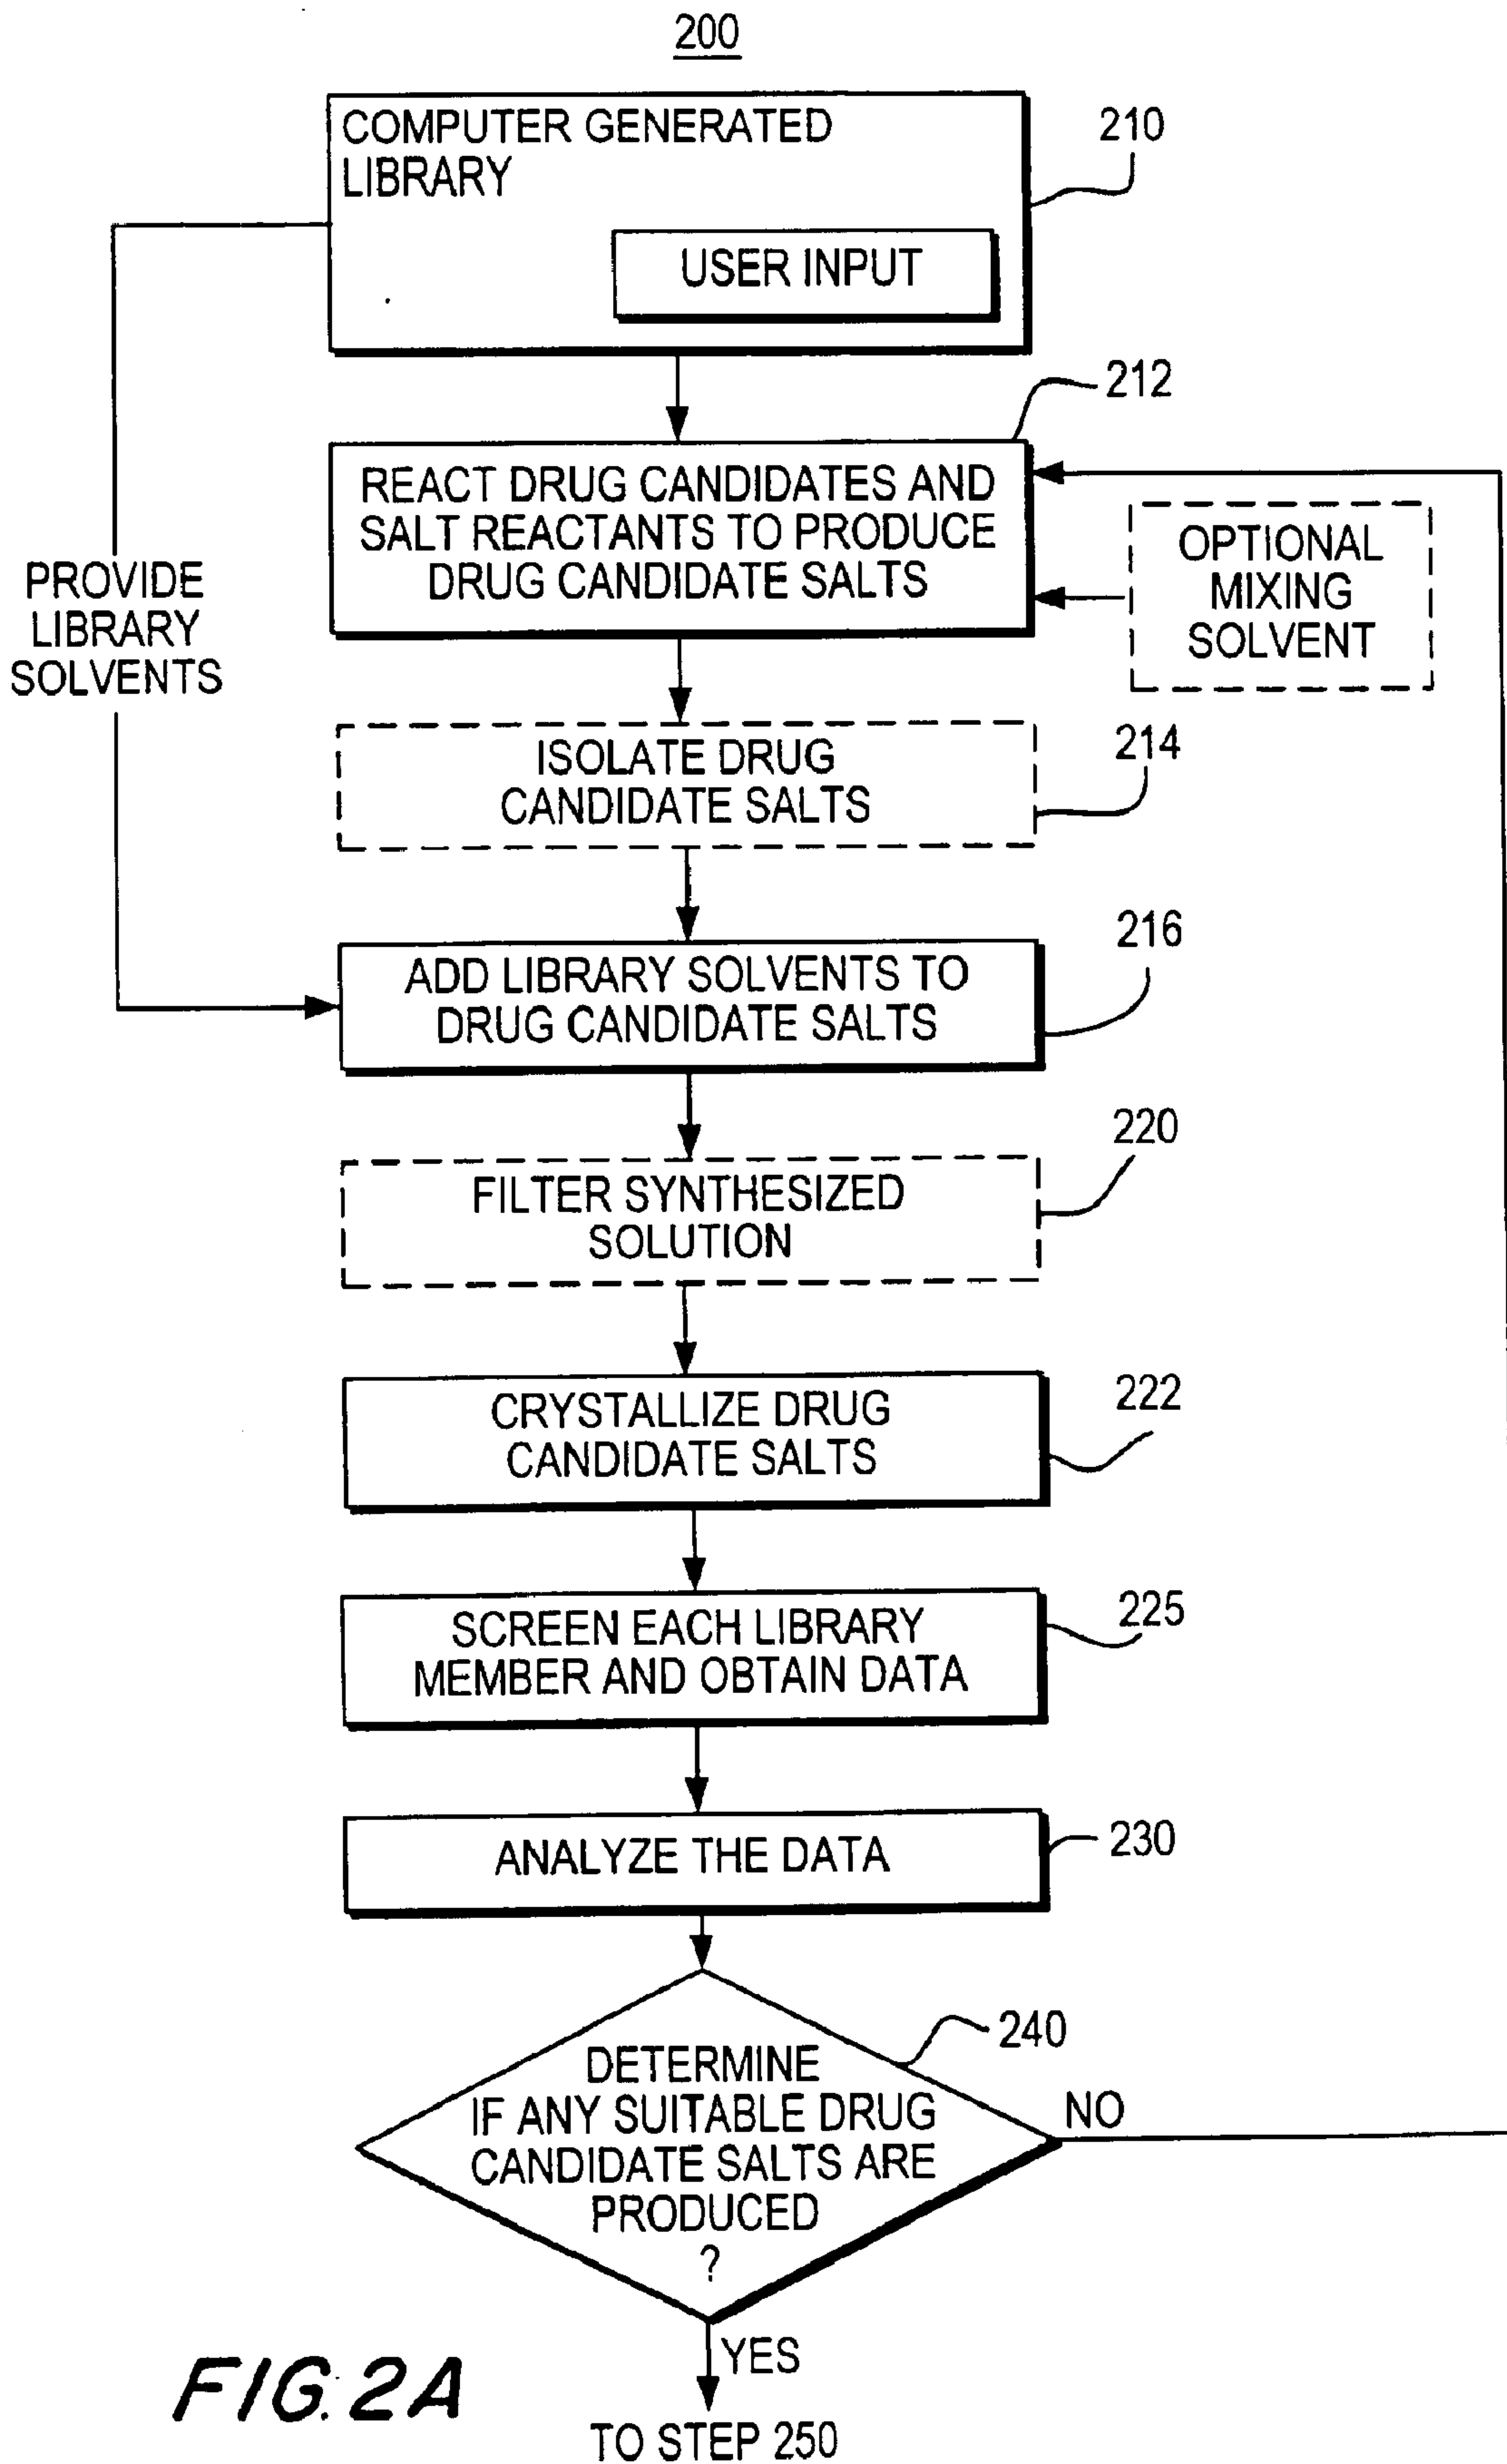 200
COMPUTER GENERATED
LIBRARY
210
USER INPUT
212
REACT DRUG CANDIDATES AND
SALT REACTANTS TO PRODUCE
DRUG CANDIDATE SALTS
OPTIONAL
MIXING
SOLVENT
PROVIDE
LIBRARY
SOLVENTS
ISOLATE DRUG
CANDIDATE SALTS
214
ADD LIBRARY SOLVENTS TO
DRUG CANDIDATE SALTS
216
FILTER SYNTHESIZED
SOLUTION
220
CRYSTALLIZE DRUG
CANDIDATE SALTS
222
SCREEN EACH LIBRARY
MEMBER AND OBTAIN DATA
225
ANALYZE THE DATA
230
240
DETERMINE
IF ANY SUITABLE DRUG
CANDIDATE SALTS ARE
PRODUCED
?
NO
YES
TO STEP 250
FIG. 2A